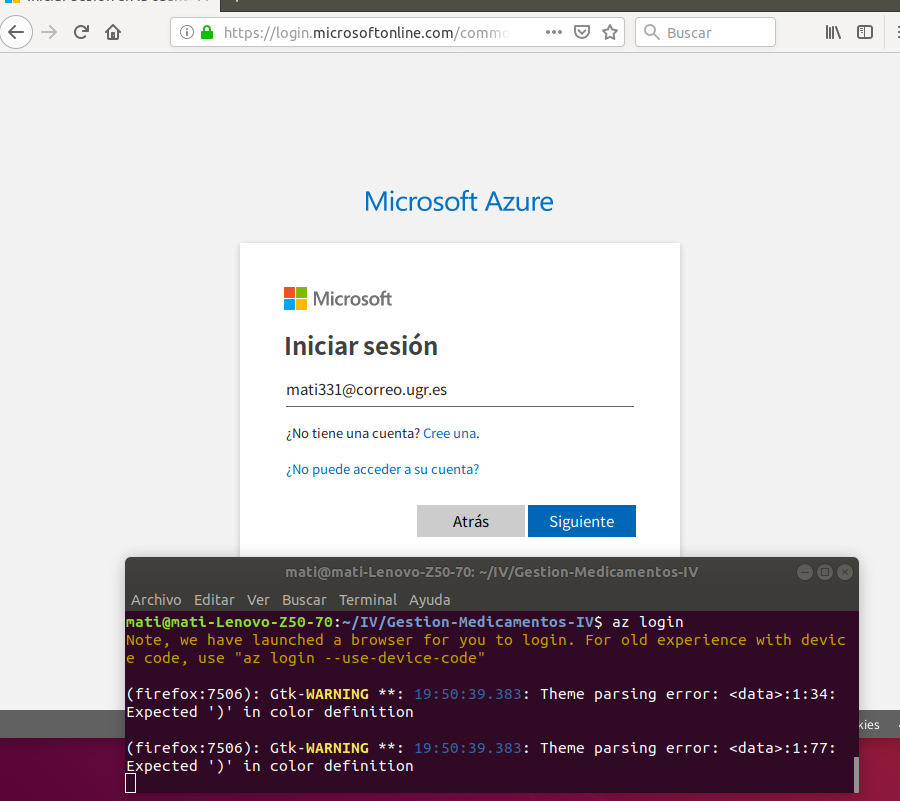 https://login.microsoftonline.com/commo
Buscar
Microsoft Azure
Microsoft
Iniciar sesión
mati331@correo.ugr.es
¿No tiene una cuenta? Cree una.
¿No puede acceder a su cuenta?
Atrás Siguiente
mati@mati-Lenovo-Z50-70: ~/IV/Gestion-Medicamentos-IV
Archivo Editar Ver Buscar Terminal Ayuda
mati@mati-Lenovo-Z50-70:~/IV/Gestion-Medicamentos-IV$ az login
Note, we have launched a browser for you to login. For old experience with devic
e code, use "az login --use-device-code"
(firefox:7506): Gtk-WARNING **: 19:50:39.383: Theme parsing error: <data>:1:34:
Expected ')' in color definition
(firefox:7506): Gtk-WARNING **: 19:50:39.383: Theme parsing error: <data>:1:77:
Expected ')' in color definition
kies